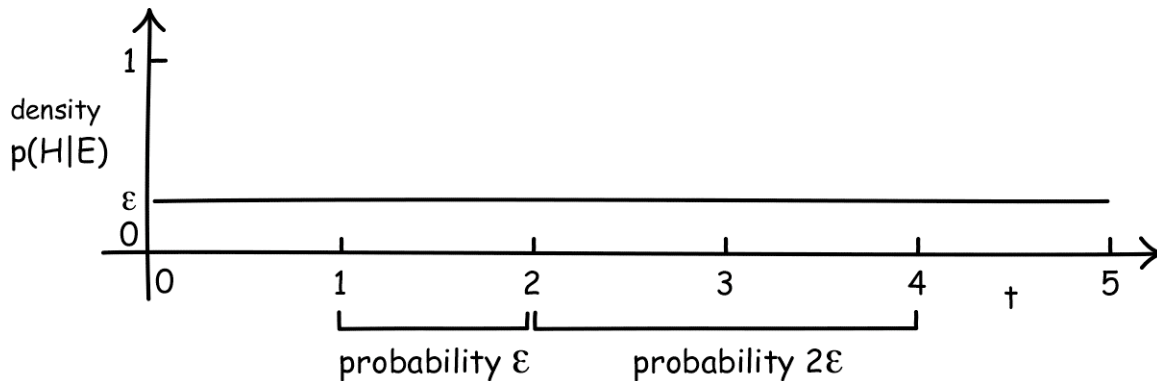 1
density
p(H|E)
ε
0
0 1 2 3 4 t 5
probability ε probability 2ε